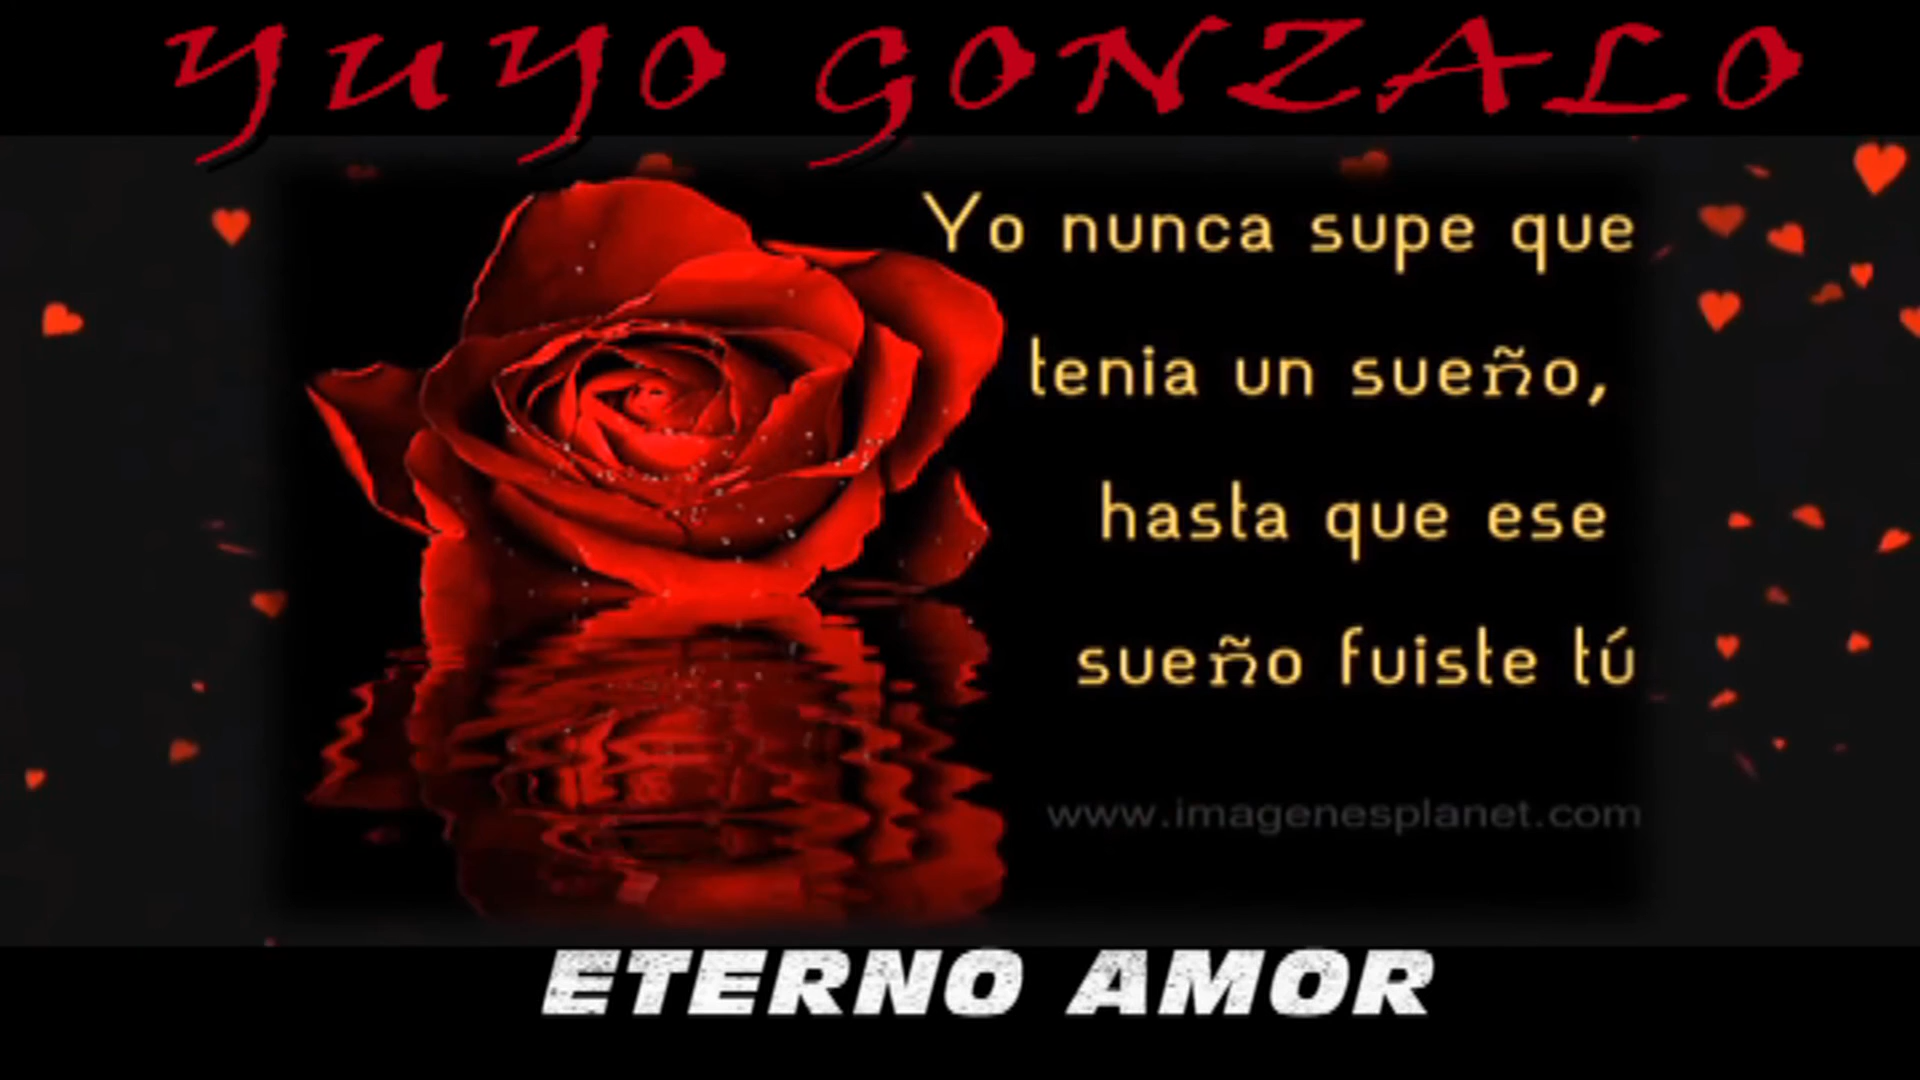 YUYO GONZALO
Yo nunca supe que
tenia un sueño,
hasta que ese
sueño fuiste tú
www.imagenesplanet.com
ETERNO AMOR